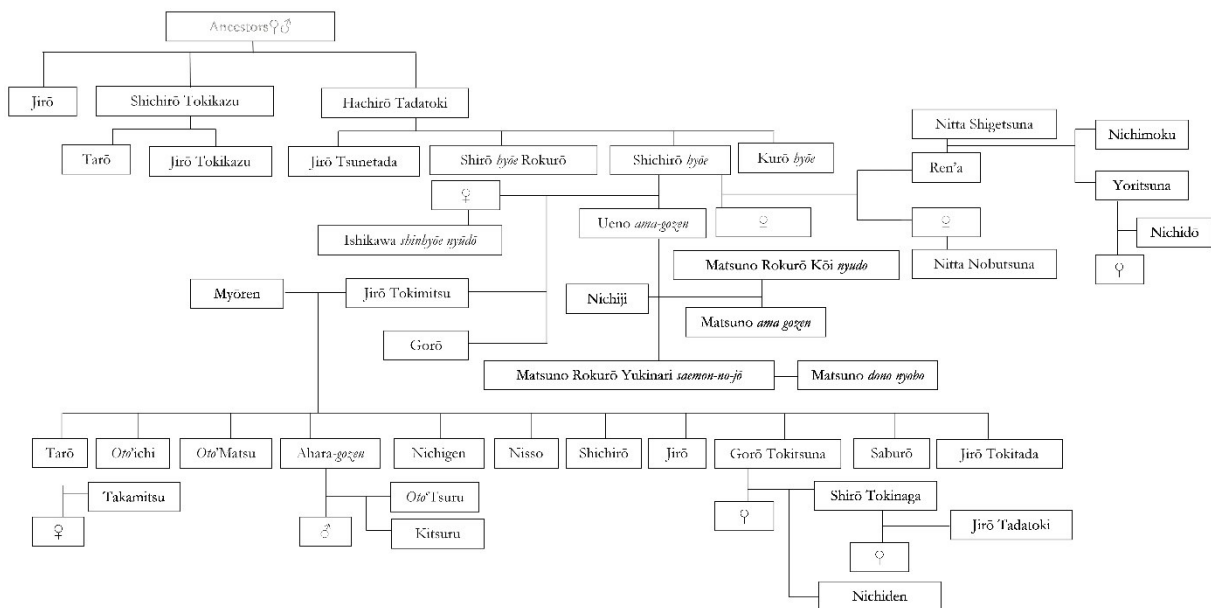 Ancestors♀♂
Jirō
Shichirō Tokikazu
Hachirō Tadatoki
Nitta Shigetsuna
Nichimoku
Tarō
Jirō Tokikazu
Jirō Tsunetada
Shirō hyōe Rokurō
Shichirō hyōe
Kurō hyōe
Ren'a
Yoritsuna
♀
Ueno ama-gozen
♀
♀
Nichidō
Ishikawa shinhyōe nyūdō
Matsuno Rokurō Kōi nyudo
Nitta Nobutsuna
♀
Myōren
Jirō Tokimitsu
Nichiji
Matsuno ama gozen
Gorō
Matsuno Rokurō Yukinari saemon-no-jō
Matsuno dono nyobo
Tarō
Oto'ichi
Oto'Matsu
Abara-gozen
Nichigen
Nisso
Shichirō
Jirō
Gorō Tokitsuna
Saburō
Jirō Tokitada
Takamitsu
Oto'Tsuru
Shirō Tokinaga
♀
♂
Kitsuru
♀
Jirō Tadatoki
♀
Nichiden